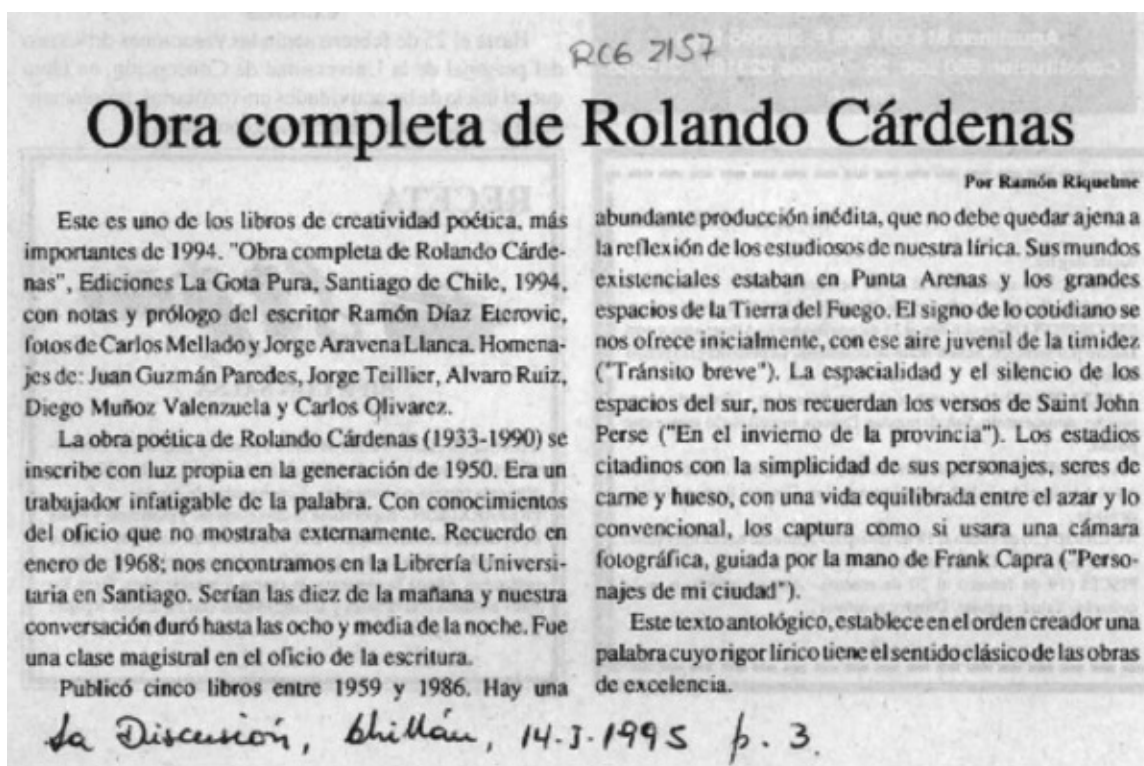 RCG 2157
Obra completa de Rolando Cárdenas
Por Ramón Riquelme
Este es uno de los libros de creatividad poética, más
importantes de 1994. "Obra completa de Rolando Cárde-
nas", Ediciones La Gota Pura, Santiago de Chile, 1994,
con notas y prólogo del escritor Ramón Díaz Eterovic,
fotos de Carlos Mellado y Jorge Aravena Llanca. Homena-
jes de: Juan Guzmán Paredes, Jorge Teillier, Alvaro Ruiz,
Diego Muñoz Valenzuela y Carlos Olivarez.
La obra poética de Rolando Cárdenas (1933-1990) se
inscribe con luz propia en la generación de 1950. Era un
trabajador infatigable de la palabra. Con conocimientos
del oficio que no mostraba externamente. Recuerdo en
enero de 1968; nos encontramos en la Librería Universi-
taria en Santiago. Serían las diez de la mañana y nuestra
conversación duró hasta las ocho y media de la noche. Fue
una clase magistral en el oficio de la escritura.
Publicó cinco libros entre 1959 y 1986. Hay una
abundante producción inédita, que no debe quedar ajena a
la reflexión de los estudiosos de nuestra lírica. Sus mundos
existenciales estaban en Punta Arenas y los grandes
espacios de la Tierra del Fuego. El signo de lo cotidiano se
nos ofrece inicialmente, con ese aire juvenil de la timidez
("Tránsito breve"). La espacialidad y el silencio de los
espacios del sur, nos recuerdan los versos de Saint John
Perse ("En el invierno de la provincia"). Los estadios
citadinos con la simplicidad de sus personajes, seres de
carne y hueso, con una vida equilibrada entre el azar y lo
convencional, los captura como si usara una cámara
fotográfica, guiada por la mano de Frank Capra ("Perso-
najes de mi ciudad").
Este texto antológico, establece en el orden creador una
palabra cuyo rigor lírico tiene el sentido clásico de las obras
de excelencia.
La Discusión, Chillán, 14-I-1995 p. 3.